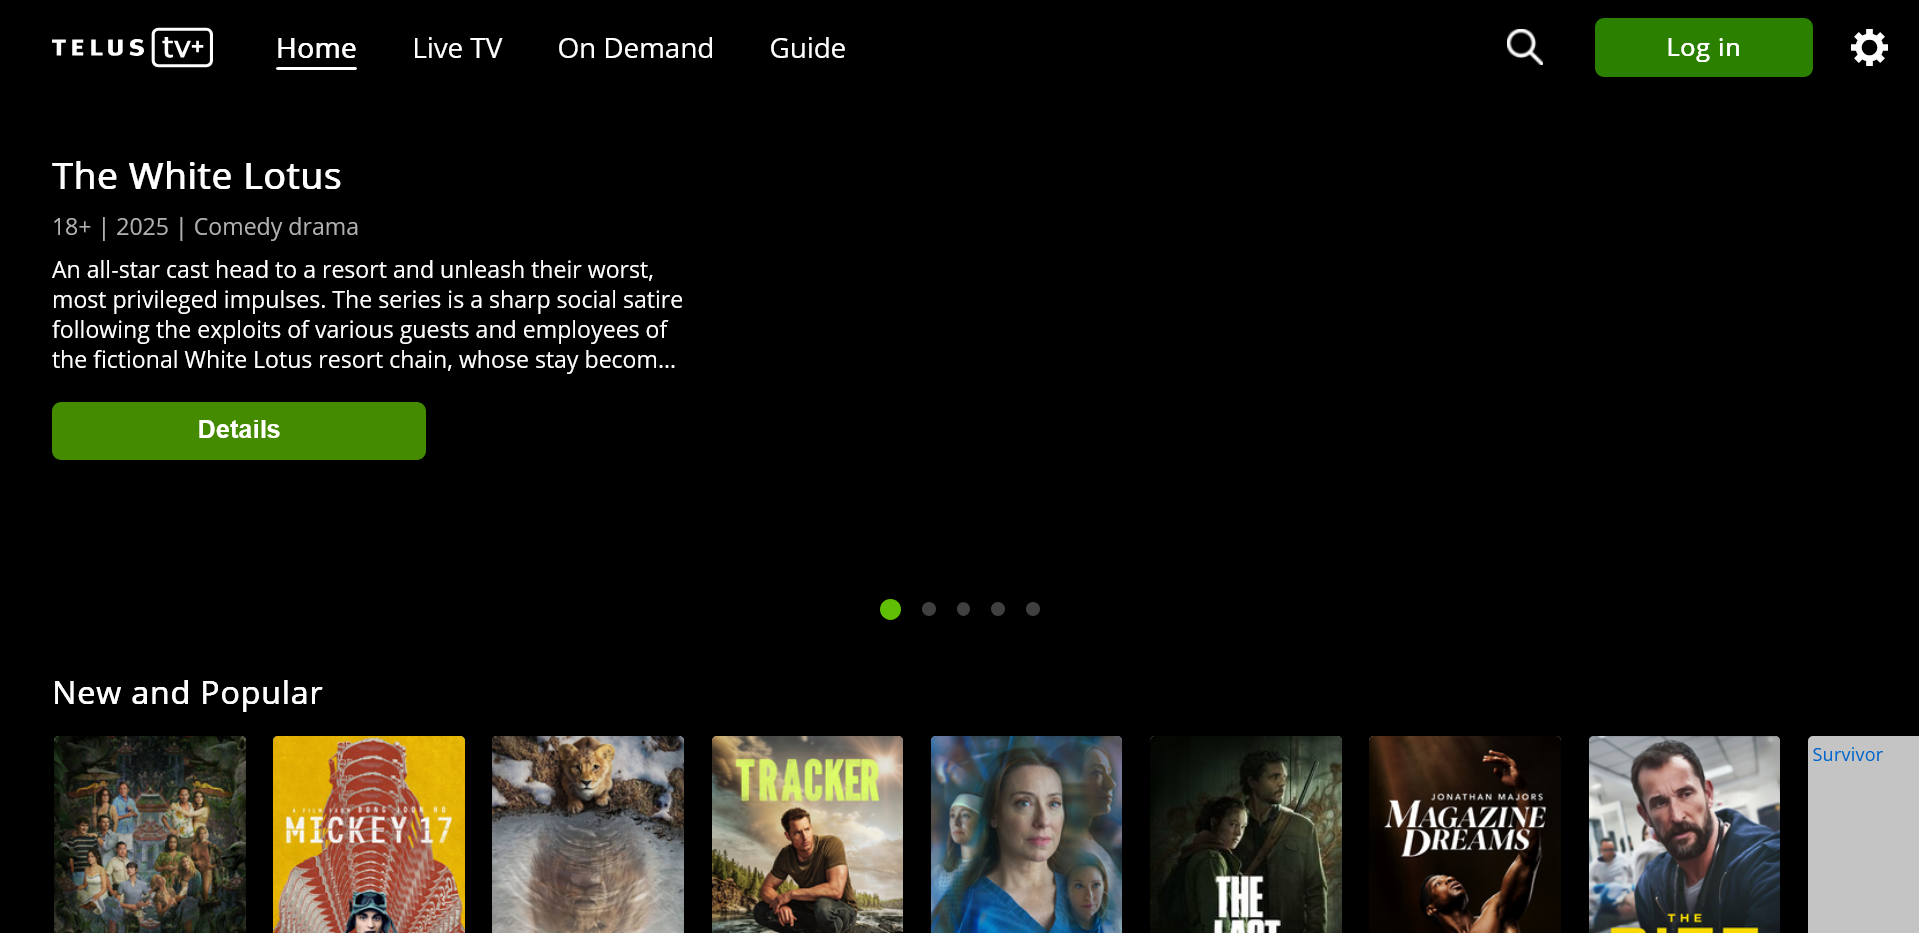 TELUS tv+
Home
Live TV
On Demand
Guide
Log in
The White Lotus
18+ | 2025 | Comedy drama
An all-star cast head to a resort and unleash their worst,
most privileged impulses. The series is a sharp social satire
following the exploits of various guests and employees of
the fictional White Lotus resort chain, whose stay becom...
Details
New and Popular
A FILM FROM BONG JOON HO
MICKEY 17
TRACKER
THE
LAST
JONATHAN MAJORS
MAGAZINE
DREAMS
THE
PITT
Survivor